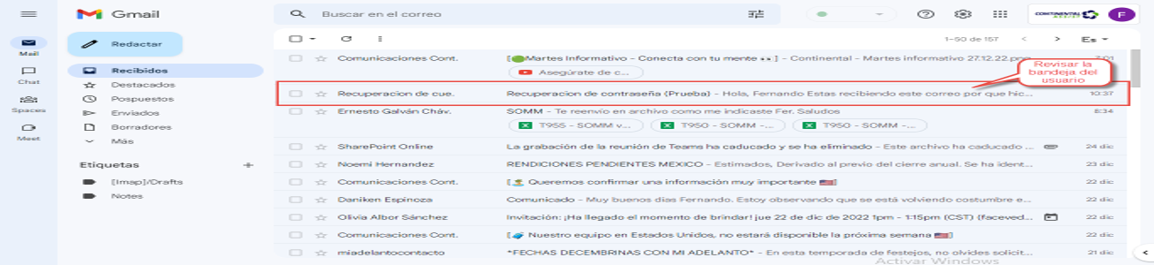 Gmail
Buscar en el correo
CONTINENTAL
F
Redactar
1-50 de 157
Es
Mail
Recibidos
Comunicaciones Cont.
[🟢Martes Informativo - Conecta con tu mente 👀] - Continental - Martes informativo 27.12.22.pn
Asegúrate de c...
Revisar la
bandeja del
usuario
Chat
Destacados
Recuperacion de cue.
Recuperacion de contraseña (Prueba) - Hola, Fernando Estas recibiendo este correo por que hic...
10:37
Spaces
Pospuestos
Enviados
Ernesto Galván Cháv.
SOMM - Te reenvio en archivo como me indicaste Fer. Saludos
8:34
Meet
Borradores
T955 - SOMM v...
T950 - SOMM -...
T950 - SOMM -...
Más
SharePoint Online
La grabación de la reunión de Teams ha caducado y se ha eliminado - Este archivo ha caducado ...
24 dic
Etiquetas
Noemi Hernandez
RENDICIONES PENDIENTES MEXICO - Estimados, Derivado al previo del cierre anual. Se ha ident...
23 dic
[Imap]/Drafts
Comunicaciones Cont.
[🏝️ Queremos confirmar una información muy importante 🇺🇸]
22 dic
Notes
Daniken Espinoza
Comunicado - Muy buenos días Fernando. Estoy observando que se está volviendo costumbre e...
22 dic
Olivia Albor Sánchez
Invitación: ¡Ha llegado el momento de brindar! jue 22 de dic de 2022 1pm - 1:15pm (CST) (faceved...
22 dic
Comunicaciones Cont.
[🧳 Nuestro equipo en Estados Unidos, no estará disponible la próxima semana 🇺🇸]
22 dic
miadelantocontacto
*FECHAS DECEMBRINAS CON MI ADELANTO* - En esta temporada de festejos, no olvides solicit...
21 dic
Activar Windows